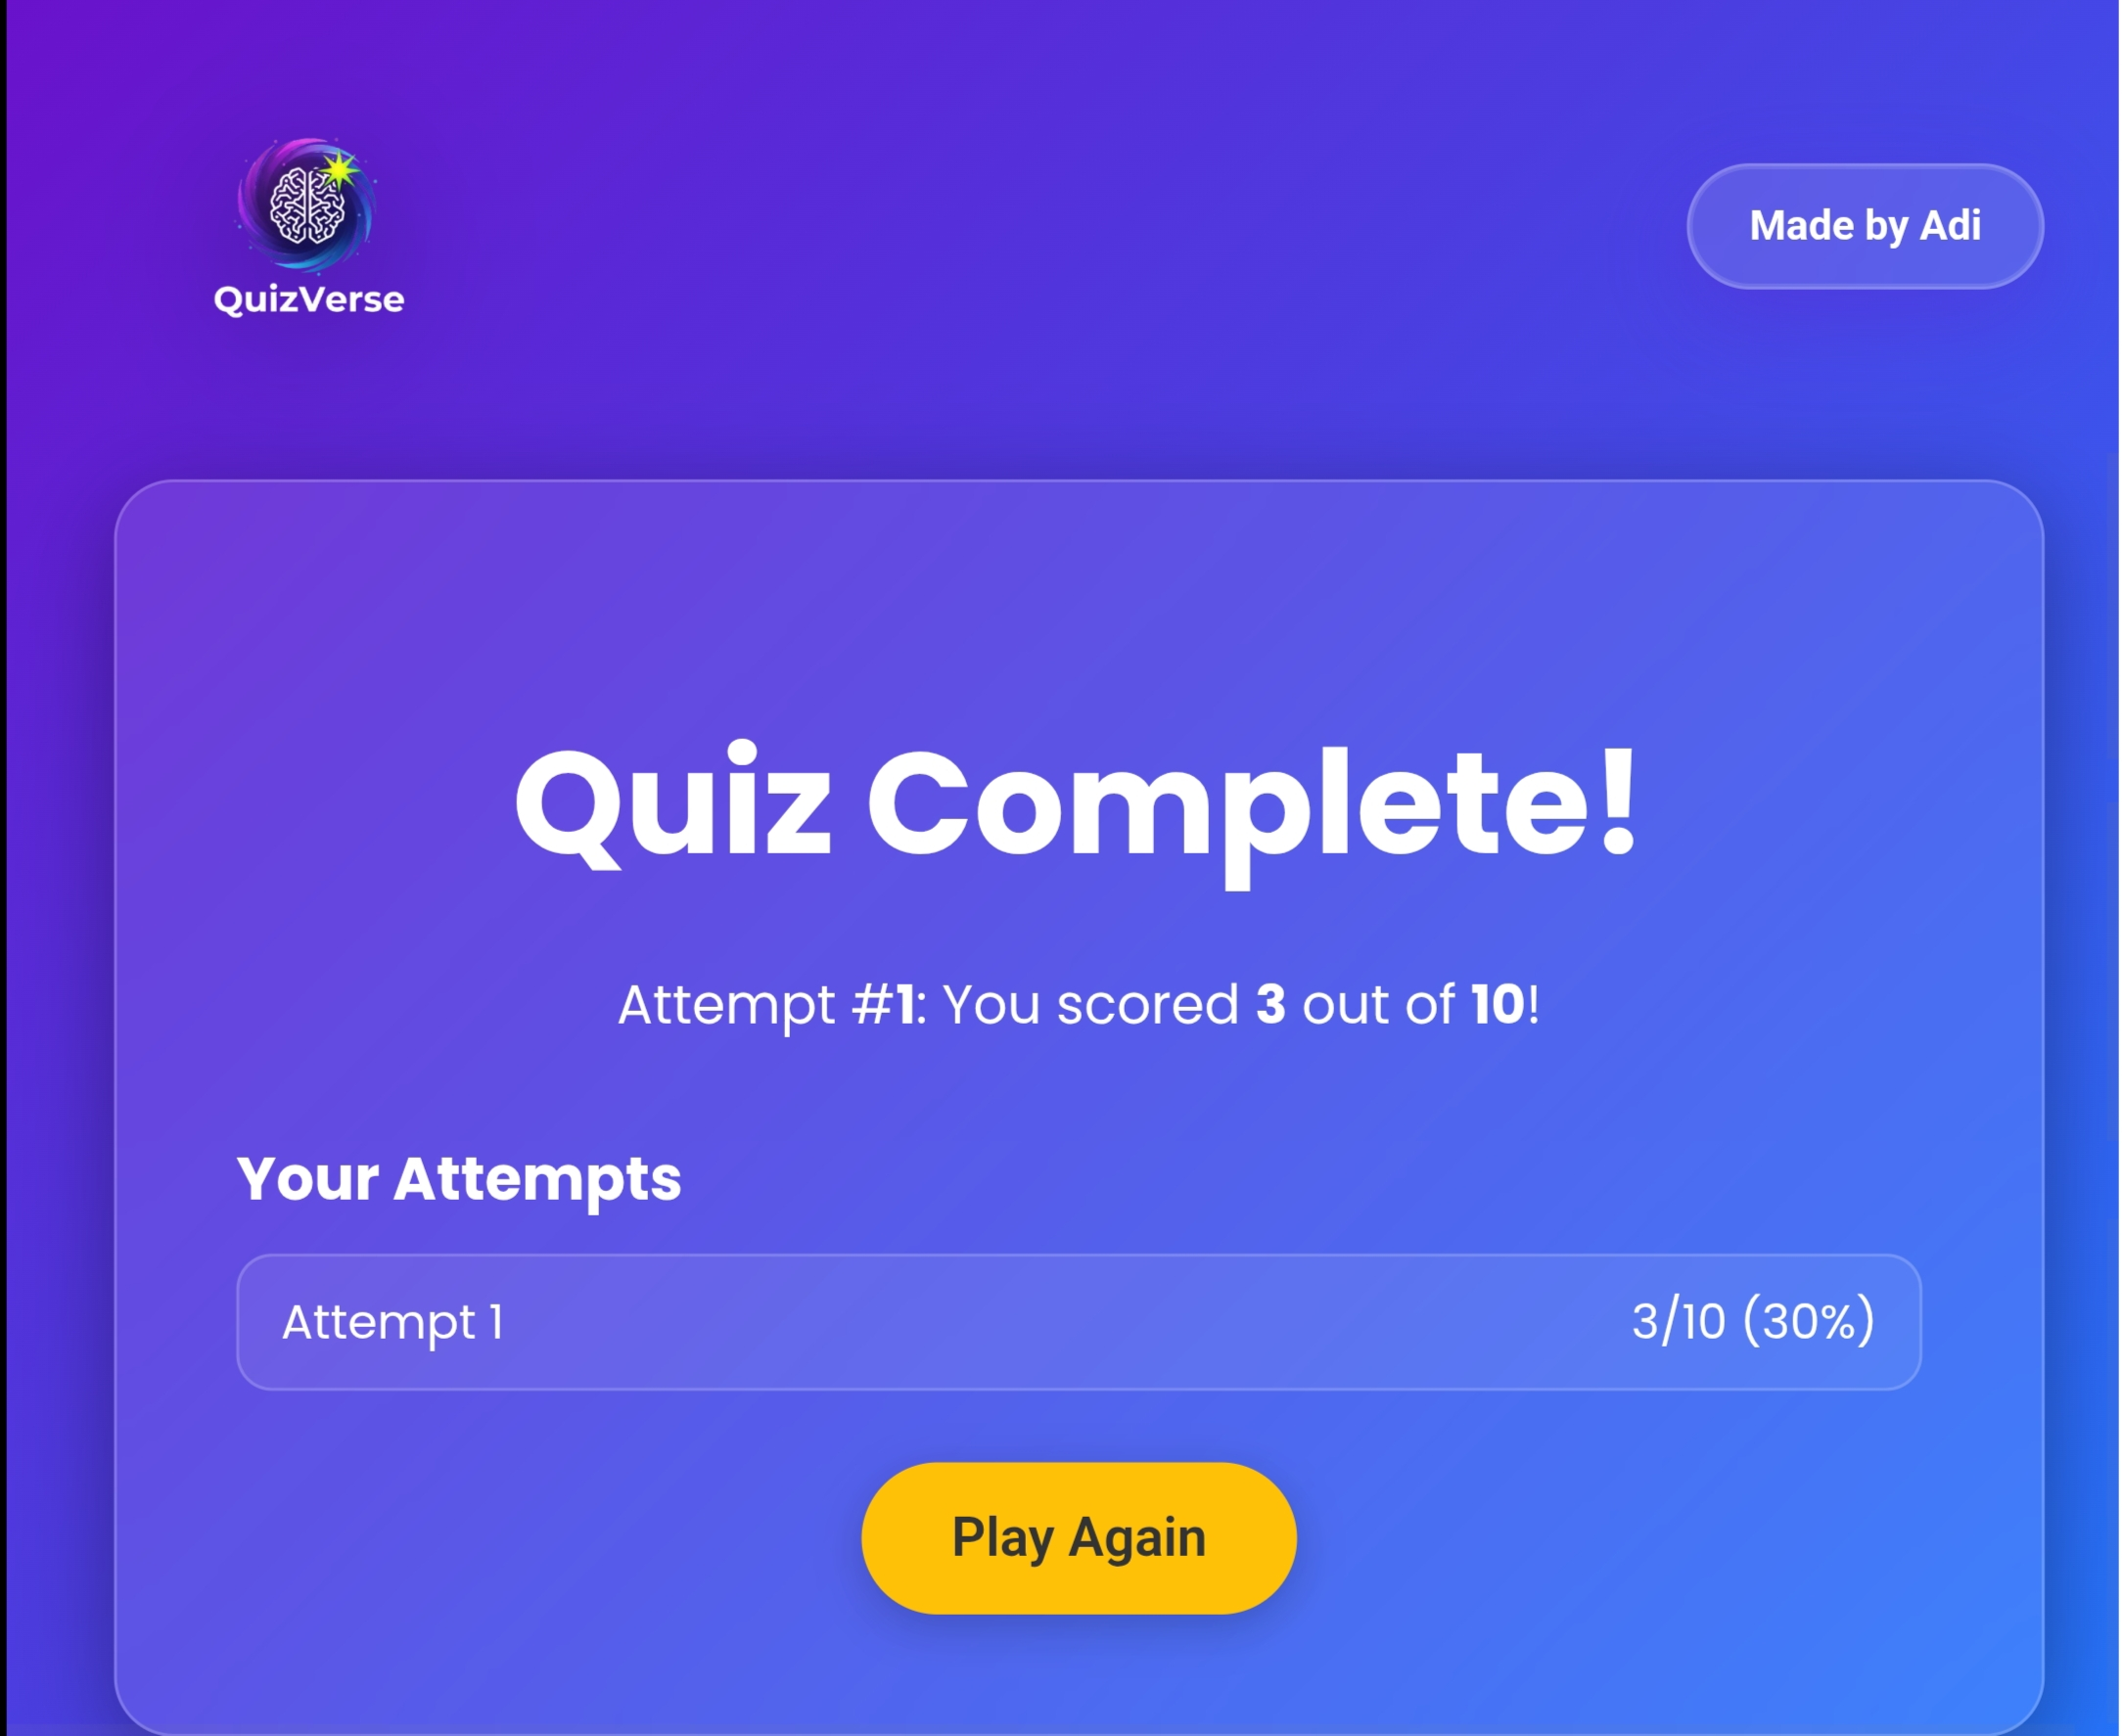 QuizVerse
Made by Adi
Quiz Complete!
Attempt #1: You scored 3 out of 10!
Your Attempts
Attempt 1 3/10 (30%)
Play Again